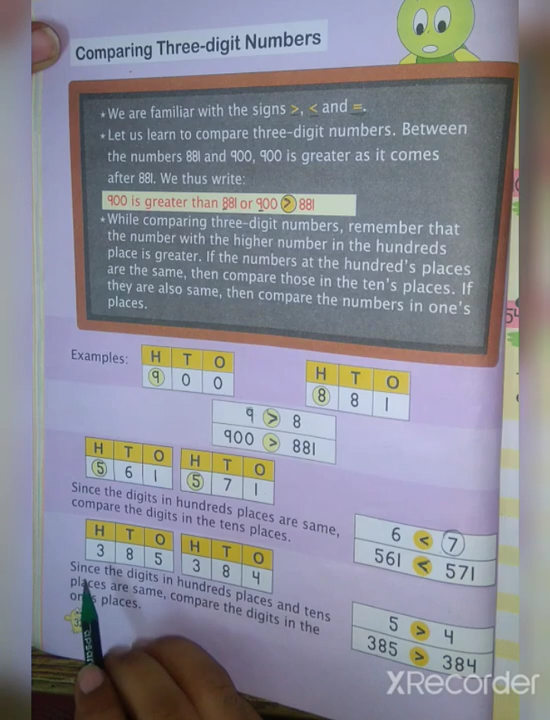 Comparing Three-digit Numbers
* We are familiar with the signs >, < and =.
* Let us learn to compare three-digit numbers. Between
the numbers 881 and 900, 900 is greater as it comes
after 881. We thus write:
900 is greater than 881 or 900 > 881
* While comparing three-digit numbers, remember that
the number with the higher number in the hundreds
place is greater. If the numbers at the hundred's places
are the same, then compare those in the ten's places. If
they are also same, then compare the numbers in one's
places.
Examples:
H T O
9 0 0
H T O
8 8 1
9 > 8
900 > 881
H T O
5 6 1
H T O
5 7 1
Since the digits in hundreds places are same,
compare the digits in the tens places.
6 < 7
561 < 571
H T O
3 8 5
H T O
3 8 4
Since the digits in hundreds places and tens
places are same, compare the digits in the
ones places.
5 > 4
385 > 384
XRecorder